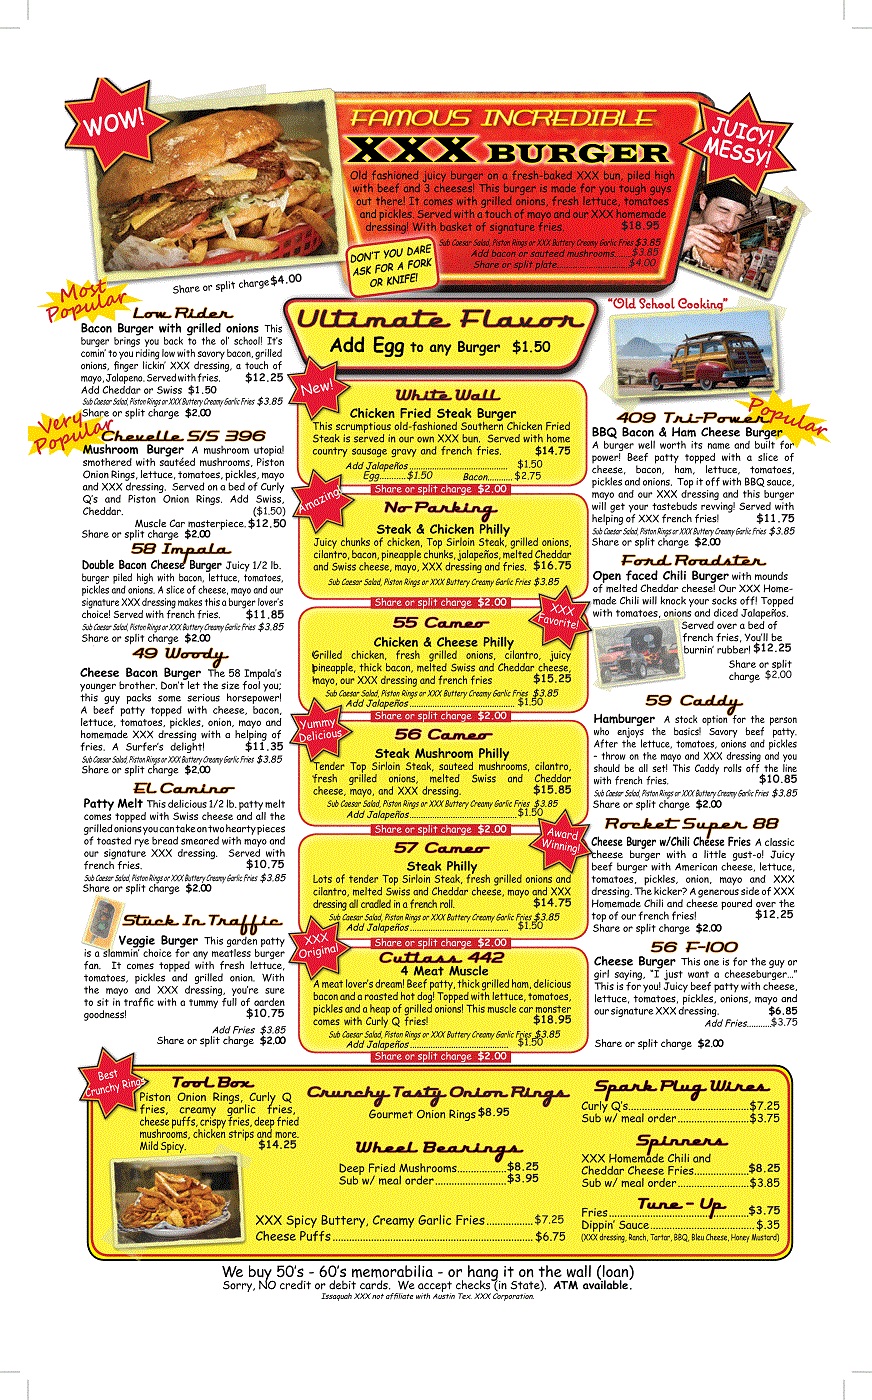 WOW!
FAMOUS INCREDIBLE
XXX BURGER
Old fashioned juicy burger on a fresh-baked XXX bun, piled high
with beef and 3 cheeses! This burger is made for you tough guys
out there! It comes with grilled onions, fresh lettuce, tomatoes
and pickles. Served with a touch of mayo and our XXX homemade
dressing! With basket of signature fries. $18.95
Sub Caesar Salad, Piston Rings or XXX Buttery Creamy Garlic Fries $3.85
Add bacon or sauteed mushrooms......$3.85
Share or split plate............................$4.00
DON'T YOU DARE
ASK FOR A FORK
OR KNIFE!
JUICY!
MESSY!
Share or split charge $4.00
Most
Popular
Low Rider
Bacon Burger with grilled onions This
burger brings you back to the ol' school! It's
comin' to you riding low with savory bacon, grilled
onions, finger lickin' XXX dressing, a touch of
mayo, Jalapeno. Served with fries. $12.25
Add Cheddar or Swiss $1.50
Sub Caesar Salad, Piston Rings or XXX Buttery Creamy Garlic Fries $3.85
Share or split charge $2.00
Very
Popular
Chevelle S/S 396
Mushroom Burger A mushroom utopia!
smothered with sautéed mushrooms, Piston
Onion Rings, lettuce, tomatoes, pickles, mayo
and XXX dressing. Served on a bed of Curly
Q's and Piston Onion Rings. Add Swiss,
Cheddar. ($1.50)
Muscle Car masterpiece. $12.50
Share or split charge $2.00
58 Impala
Double Bacon Cheese Burger Juicy 1/2 lb.
burger piled high with bacon, lettuce, tomatoes,
pickles and onions. A slice of cheese, mayo and our
signature XXX dressing makes this a burger lover's
choice! Served with french fries. $11.85
Sub Caesar Salad, Piston Rings or XXX Buttery Creamy Garlic Fries $3.85
Share or split charge $2.00
49 Woody
Cheese Bacon Burger The 58 Impala's
younger brother. Don't let the size fool you;
this guy packs some serious horsepower!
A beef patty topped with cheese, bacon,
lettuce, tomatoes, pickles, onion, mayo and
homemade XXX dressing with a helping of
fries. A Surfer's delight! $11.35
Sub Caesar Salad, Piston Rings or XXX Buttery Creamy Garlic Fries $3.85
Share or split charge $2.00
El Camino
Patty Melt This delicious 1/2 lb. patty melt
comes topped with Swiss cheese and all the
grilled onions you can take on two hearty pieces
of toasted rye bread smeared with mayo and
our signature XXX dressing. Served with
french fries. $10.75
Sub Caesar Salad, Piston Rings or XXX Buttery Creamy Garlic Fries $3.85
Share or split charge $2.00
Stuck In Traffic
Veggie Burger This garden patty
is a slammin' choice for any meatless burger
fan. It comes topped with fresh lettuce,
tomatoes, pickles and grilled onion. With
the mayo and XXX dressing, you're sure
to sit in traffic with a tummy full of garden
goodness! $10.75
Add Fries $3.85
Share or split charge $2.00
Ultimate Flavor
Add Egg to any Burger $1.50
New!
White Wall
Chicken Fried Steak Burger
This scrumptious old-fashioned Southern Chicken Fried
Steak is served in our own XXX bun. Served with home
country sausage gravy and french fries. $14.75
Add Jalapeños................................... $1.50
Egg..........$1.50 Bacon.........$2.75
Share or split charge $2.00
Amazing!
No Parking
Steak & Chicken Philly
Juicy chunks of chicken, Top Sirloin Steak, grilled onions,
cilantro, bacon, pineapple chunks, jalapeños, melted Cheddar
and Swiss cheese, mayo, XXX dressing and fries. $16.75
Sub Caesar Salad, Piston Rings or XXX Buttery Creamy Garlic Fries $3.85
Share or split charge $2.00
XXX
Favorite!
55 Cameo
Chicken & Cheese Philly
Grilled chicken, fresh grilled onions, cilantro, juicy
pineapple, thick bacon, melted Swiss and Cheddar cheese,
mayo, our XXX dressing and french fries $15.25
Sub Caesar Salad, Piston Rings or XXX Buttery Creamy Garlic Fries $3.85
Add Jalapeños................................... $1.50
Share or split charge $2.00
Yummy
Delicious
56 Cameo
Steak Mushroom Philly
Tender Top Sirloin Steak, sauteed mushrooms, cilantro,
fresh grilled onions, melted Swiss and Cheddar
cheese, mayo, and XXX dressing. $15.85
Sub Caesar Salad, Piston Rings or XXX Buttery Creamy Garlic Fries $3.85
Add Jalapeños...................................$1.50
Share or split charge $2.00
Award
Winning!
57 Cameo
Steak Philly
Lots of tender Top Sirloin Steak, fresh grilled onions and
cilantro, melted Swiss and Cheddar cheese, mayo and XXX
dressing all cradled in a french roll. $14.75
Sub Caesar Salad, Piston Rings or XXX Buttery Creamy Garlic Fries $3.85
Add Jalapeños................................... $1.50
Share or split charge $2.00
XXX
Original
Cutlass 442
4 Meat Muscle
A meat lover's dream! Beef patty, thick grilled ham, delicious
bacon and a roasted hot dog! Topped with lettuce, tomatoes,
pickles and a heap of grilled onions! This muscle car monster
comes with Curly Q fries! $18.95
Sub Caesar Salad, Piston Rings or XXX Buttery Creamy Garlic Fries $3.85
Add Jalapeños................................... $1.50
Share or split charge $2.00
"Old School Cooking"
Popular
409 Tri-Power
BBQ Bacon & Ham Cheese Burger
A burger well worth its name and built for
power! Beef patty topped with a slice of
cheese, bacon, ham, lettuce, tomatoes,
pickles and onions. Top it off with BBQ sauce,
mayo and our XXX dressing and this burger
will get your tastebuds revving! Served with
helping of XXX french fries! $11.75
Sub Caesar Salad, Piston Rings or XXX Buttery Creamy Garlic Fries $3.85
Share or split charge $2.00
Ford Roadster
Open faced Chili Burger with mounds
of melted Cheddar cheese! Our XXX Home-
made Chili will knock your socks off! Topped
with tomatoes, onions and diced Jalapeños.
Served over a bed of
french fries, You'll be
burnin' rubber! $12.25
Share or split
charge $2.00
59 Caddy
Hamburger A stock option for the person
who enjoys the basics! Savory beef patty.
After the lettuce, tomatoes, onions and pickles
- throw on the mayo and XXX dressing and you
should be all set! This Caddy rolls off the line
with french fries. $10.85
Sub Caesar Salad, Piston Rings or XXX Buttery Creamy Garlic Fries $3.85
Share or split charge $2.00
Rocket Super 88
Cheese Burger w/Chili Cheese Fries A classic
cheese burger with a little gust-o! Juicy
beef burger with American cheese, lettuce,
tomatoes, pickles, onion, mayo and XXX
dressing. The kicker? A generous side of XXX
Homemade Chili and cheese poured over the
top of our french fries! $12.25
Share or split charge $2.00
56 F-100
Cheese Burger This one is for the guy or
girl saying, "I just want a cheeseburger..."
This is for you! Juicy beef patty with cheese,
lettuce, tomatoes, pickles, onions, mayo and
our signature XXX dressing. $6.85
Add Fries..........$3.75
Share or split charge $2.00
Best
Crunchy Rings
Tool Box
Piston Onion Rings, Curly Q
fries, creamy garlic fries,
cheese puffs, crispy fries, deep fried
mushrooms, chicken strips and more.
Mild Spicy. $14.25
Crunchy Tasty Onion Rings
Gourmet Onion Rings $8.95
Wheel Bearings
Deep Fried Mushrooms...............$8.25
Sub w/ meal order......................$3.95
XXX Spicy Buttery, Creamy Garlic Fries.............. $7.25
Cheese Puffs............................................................ $6.75
Spark Plug Wires
Curly Q's.....................................$7.25
Sub w/ meal order......................$3.75
Spinners
XXX Homemade Chili and
Cheddar Cheese Fries.................$8.25
Sub w/ meal order......................$3.85
Tune - Up
Fries...........................................$3.75
Dippin' Sauce................................ $.35
(XXX dressing, Ranch, Tartar, BBQ, Bleu Cheese, Honey Mustard)
We buy 50's - 60's memorabilia - or hang it on the wall (loan)
Sorry, NO credit or debit cards. We accept checks (in State). ATM available.
Issaquah XXX not affiliate with Austin Tex. XXX Corporation.